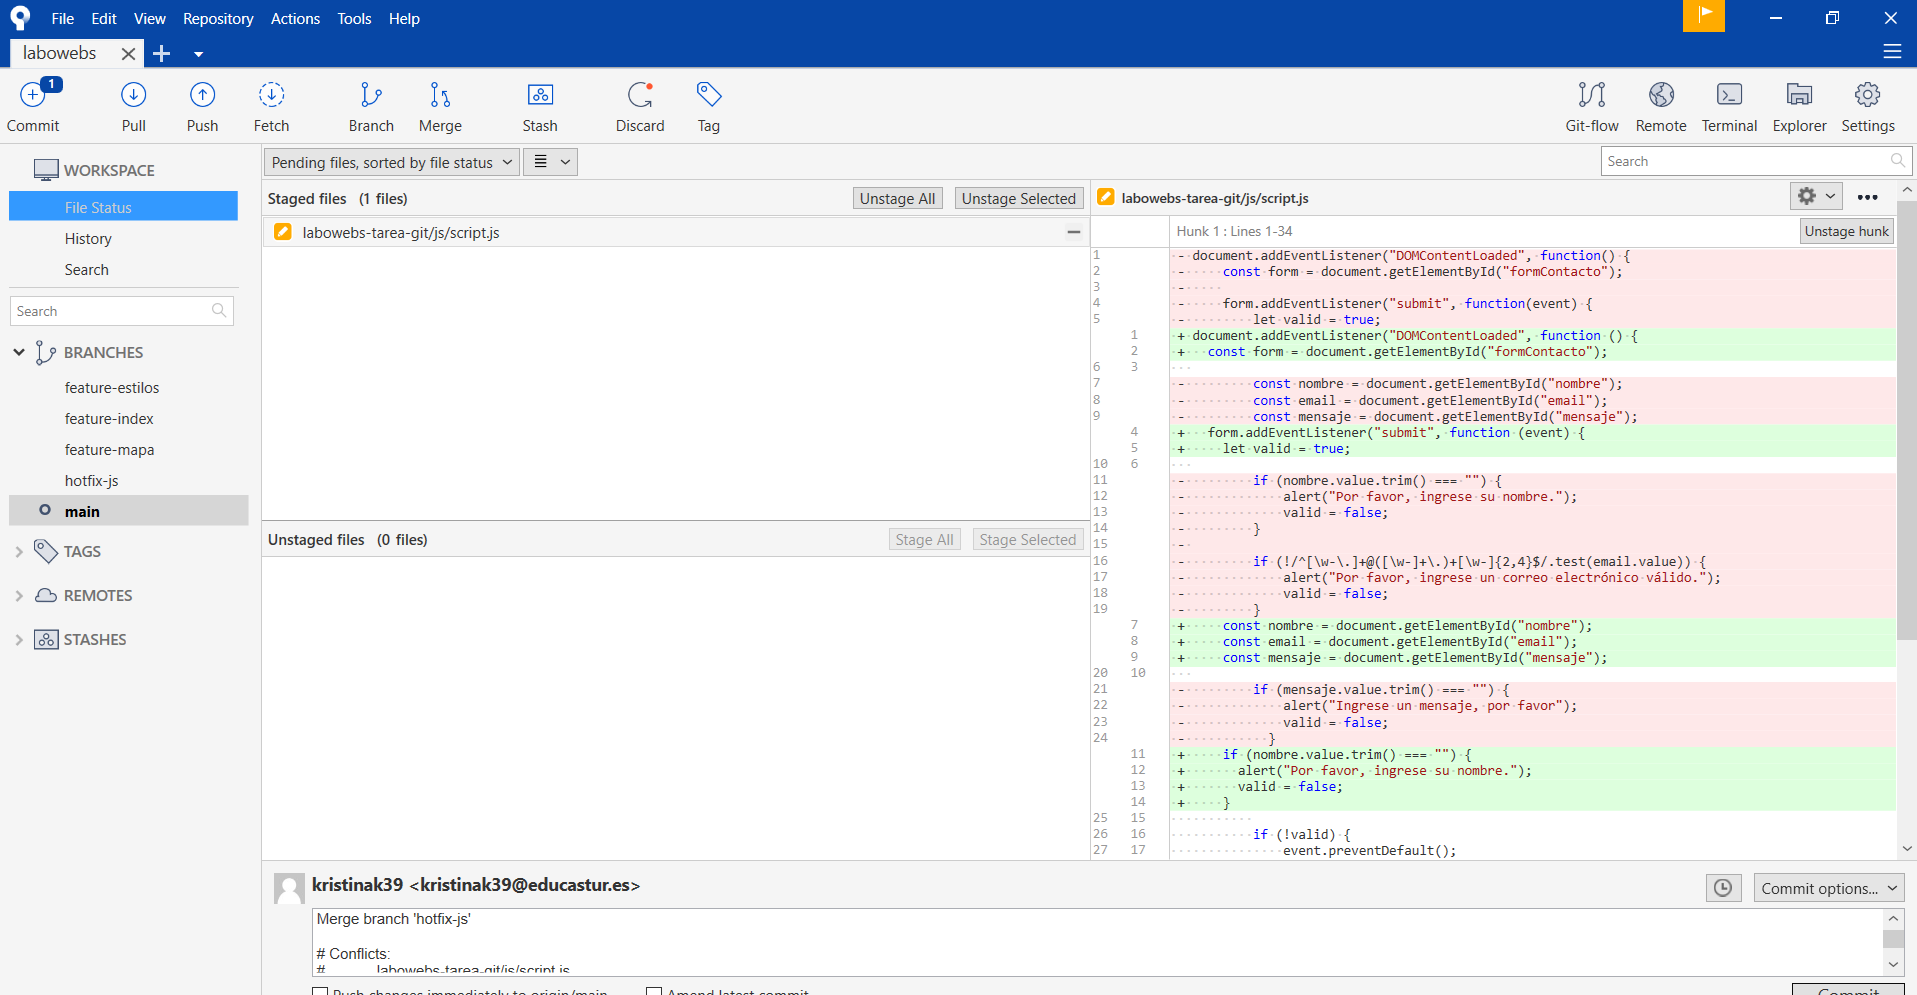 File Edit View Repository Actions Tools Help
labowebs
1
Commit Pull Push Fetch Branch Merge Stash Discard Tag Git-flow Remote Terminal Explorer Settings
WORKSPACE
File Status
History
Search
Search
BRANCHES
feature-estilos
feature-index
feature-mapa
hotfix-js
main
TAGS
REMOTES
STASHES
Pending files, sorted by file status
Search
Staged files (1 files) Unstage All Unstage Selected
labowebs-tarea-git/js/script.js
Unstaged files (0 files) Stage All Stage Selected
labowebs-tarea-git/js/script.js
Hunk 1 : Lines 1-34 Unstage hunk
1 - document.addEventListener("DOMContentLoaded", function() {
2 - const form = document.getElementById("formContacto");
3 -
4 - form.addEventListener("submit", function(event) {
5 - let valid = true;
1 + document.addEventListener("DOMContentLoaded", function () {
2 + const form = document.getElementById("formContacto");
6 3
7 - const nombre = document.getElementById("nombre");
8 - const email = document.getElementById("email");
9 - const mensaje = document.getElementById("mensaje");
4 + form.addEventListener("submit", function (event) {
5 + let valid = true;
10 6
11 - if (nombre.value.trim() === "") {
12 - alert("Por favor, ingrese su nombre.");
13 - valid = false;
14 - }
15 -
16 - if (!/^[\w-\.]+@([\w-]+\.)+[\w-]{2,4}$/.test(email.value)) {
17 - alert("Por favor, ingrese un correo electrónico válido.");
18 - valid = false;
19 - }
7 + const nombre = document.getElementById("nombre");
8 + const email = document.getElementById("email");
9 + const mensaje = document.getElementById("mensaje");
20 10
21 - if (mensaje.value.trim() === "") {
22 - alert("Ingrese un mensaje, por favor");
23 - valid = false;
24 - }
11 + if (nombre.value.trim() === "") {
12 + alert("Por favor, ingrese su nombre.");
13 + valid = false;
14 + }
25 15
26 16 if (!valid) {
27 17 event.preventDefault();
kristinak39 <kristinak39@educastur.es>
Commit options...
Merge branch 'hotfix-js'
# Conflicts:
# labowebs-tarea-git/js/script.js
Push changes immediately to origin/main Amend latest commit Commit